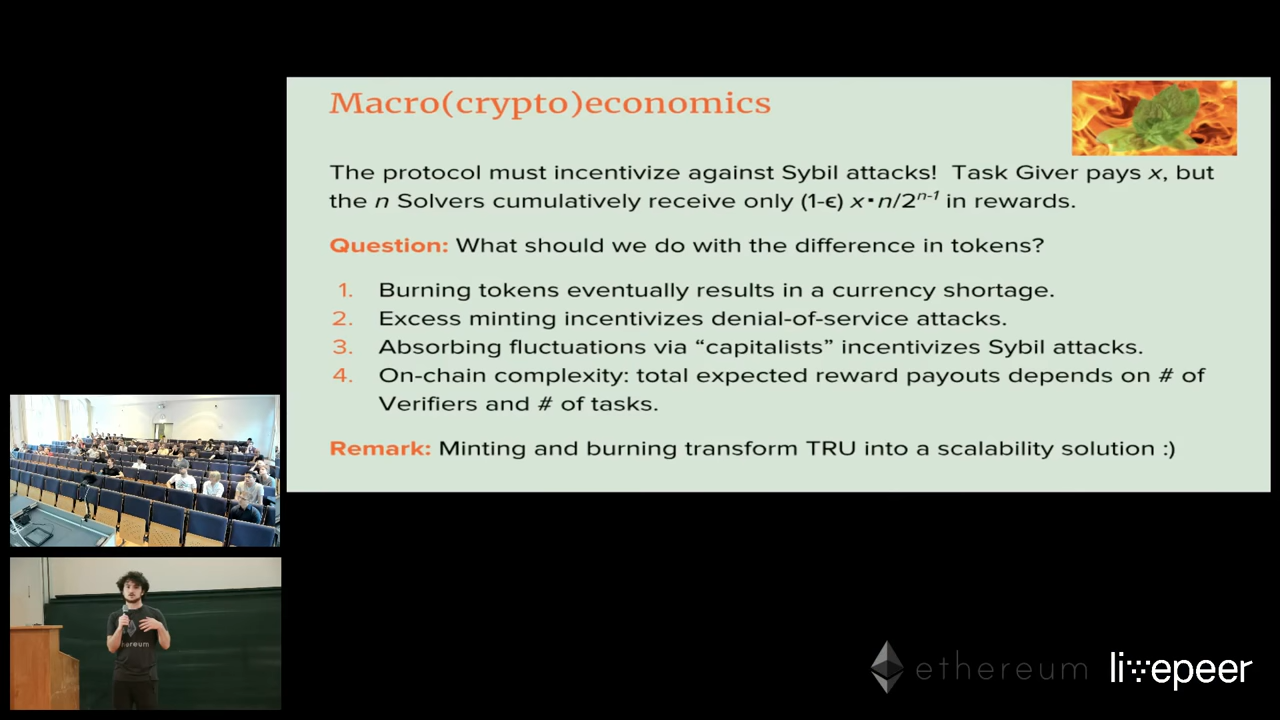 Macro(crypto)economics
The protocol must incentivize against Sybil attacks! Task Giver pays x, but
the n Solvers cumulatively receive only (1-ϵ) x·n/2ⁿ⁻¹ in rewards.
Question: What should we do with the difference in tokens?
1. Burning tokens eventually results in a currency shortage.
2. Excess minting incentivizes denial-of-service attacks.
3. Absorbing fluctuations via “capitalists” incentivizes Sybil attacks.
4. On-chain complexity: total expected reward payouts depends on # of
Verifiers and # of tasks.
Remark: Minting and burning transform TRU into a scalability solution :)
ethereum livepeer